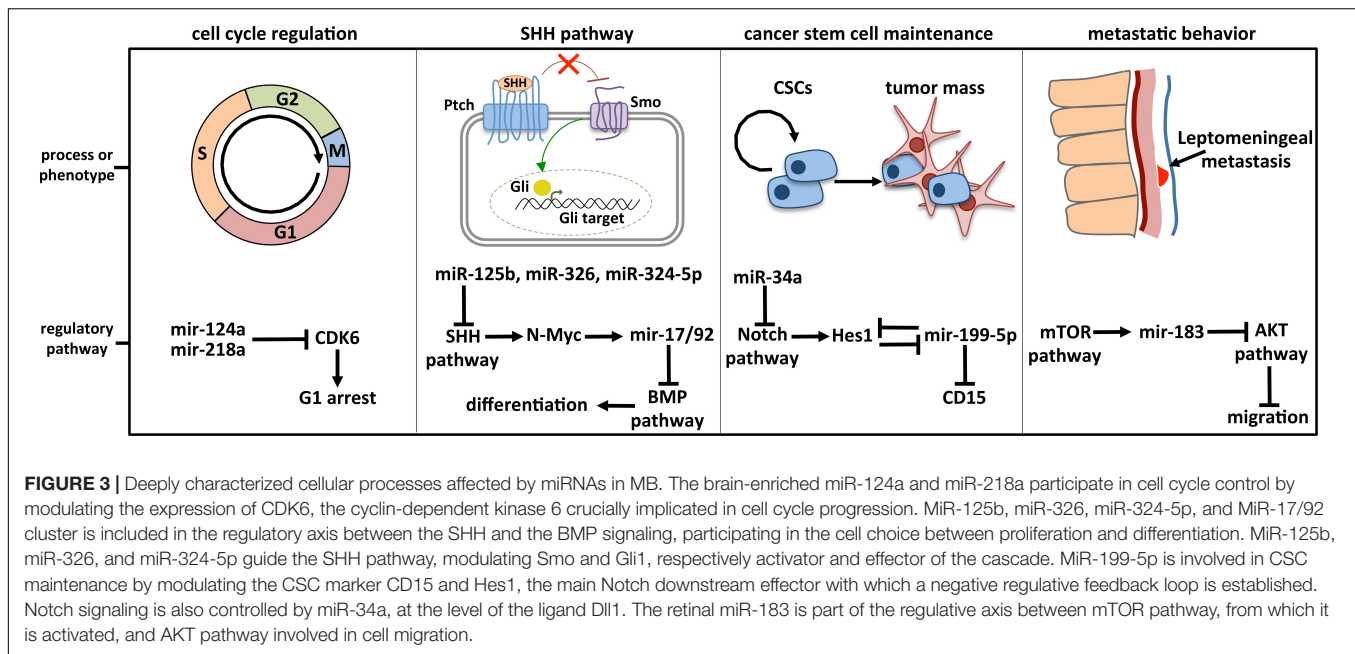 cell cycle regulation
SHH pathway
cancer stem cell maintenance
metastatic behavior
process or
phenotype
G2
S
M
G1
SHH
Ptch
Smo
Gli
Gli target
CSCs
tumor mass
Leptomeningeal
metastasis
regulatory
pathway
mir-124a
mir-218a
CDK6
G1 arrest
miR-125b, miR-326, miR-324-5p
SHH
pathway
N-Myc
mir-17/92
differentiation
BMP
pathway
miR-34a
Notch
pathway
Hes1
mir-199-5p
CD15
mTOR
pathway
mir-183
AKT
pathway
migration
FIGURE 3 | Deeply characterized cellular processes affected by miRNAs in MB. The brain-enriched miR-124a and miR-218a participate in cell cycle control by
modulating the expression of CDK6, the cyclin-dependent kinase 6 crucially implicated in cell cycle progression. MiR-125b, miR-326, miR-324-5p, and MiR-17/92
cluster is included in the regulatory axis between the SHH and the BMP signaling, participating in the cell choice between proliferation and differentiation. MiR-125b,
miR-326, and miR-324-5p guide the SHH pathway, modulating Smo and Gli1, respectively activator and effector of the cascade. MiR-199-5p is involved in CSC
maintenance by modulating the CSC marker CD15 and Hes1, the main Notch downstream effector with which a negative regulative feedback loop is established.
Notch signaling is also controlled by miR-34a, at the level of the ligand Dll1. The retinal miR-183 is part of the regulative axis between mTOR pathway, from which it
is activated, and AKT pathway involved in cell migration.